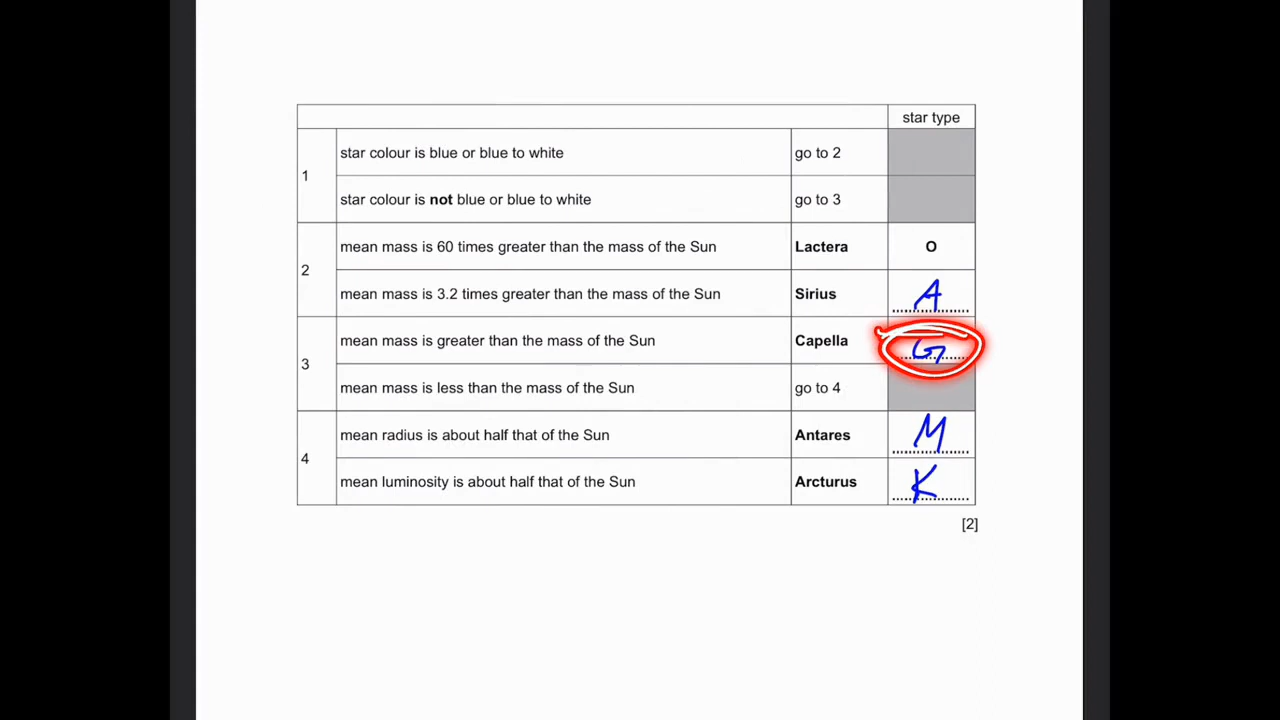 star type
1
star colour is blue or blue to white go to 2
star colour is not blue or blue to white go to 3
2
mean mass is 60 times greater than the mass of the Sun Lactera O
mean mass is 3.2 times greater than the mass of the Sun Sirius A
3
mean mass is greater than the mass of the Sun Capella G
mean mass is less than the mass of the Sun go to 4
4
mean radius is about half that of the Sun Antares M
mean luminosity is about half that of the Sun Arcturus K
[2]